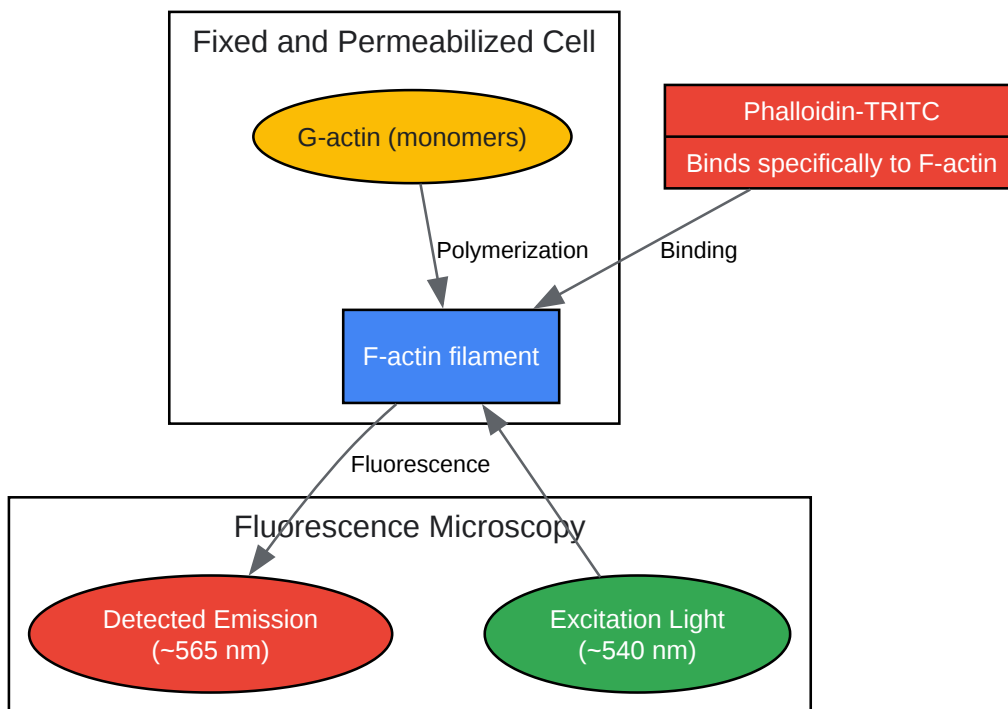 Fixed and Permeabilized Cell
G-actin (monomers)
Phalloidin-TRITC
Binds specifically to F-actin
Polymerization
Binding
F-actin filament
Fluorescence
Fluorescence Microscopy
Detected Emission
(~565 nm)
Excitation Light
(~540 nm)